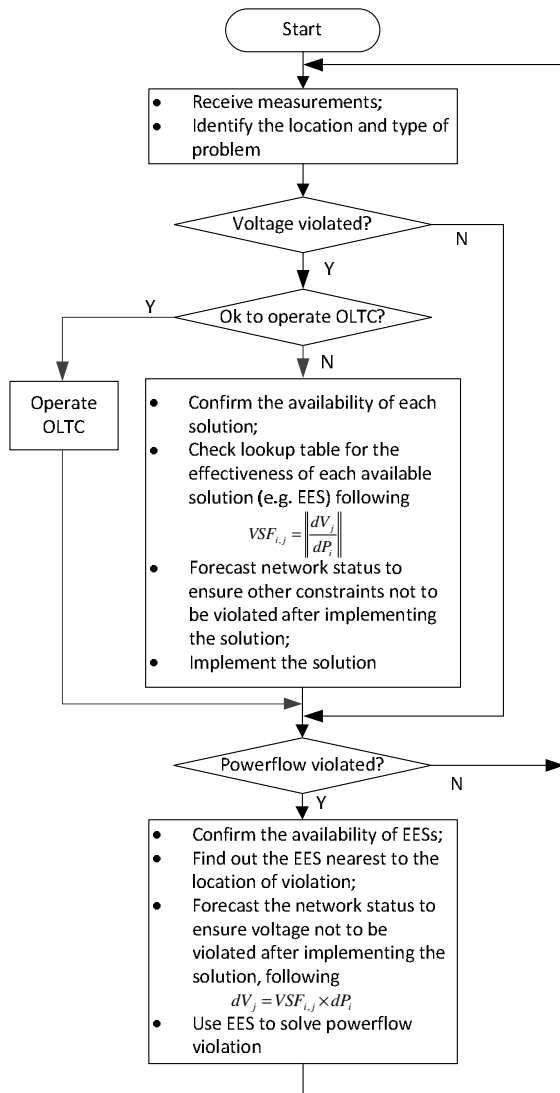 Start
● Receive measurements;
● Identify the location and type of
problem
Voltage violated?
N
Y
Y
Ok to operate OLTC?
N
Operate
OLTC
● Confirm the availability of each
solution;
● Check lookup table for the
effectiveness of each available
solution (e.g. EES) following
VSF_{i,j} = ‖dV_j / dP_i‖
● Forecast network status to
ensure other constraints not to
be violated after implementing
the solution;
● Implement the solution
Powerflow violated?
N
Y
● Confirm the availability of EESs;
● Find out the EES nearest to the
location of violation;
● Forecast the network status to
ensure voltage not to be
violated after implementing the
solution, following
dV_j = VSF_{i,j} × dP_i
● Use EES to solve powerflow
violation